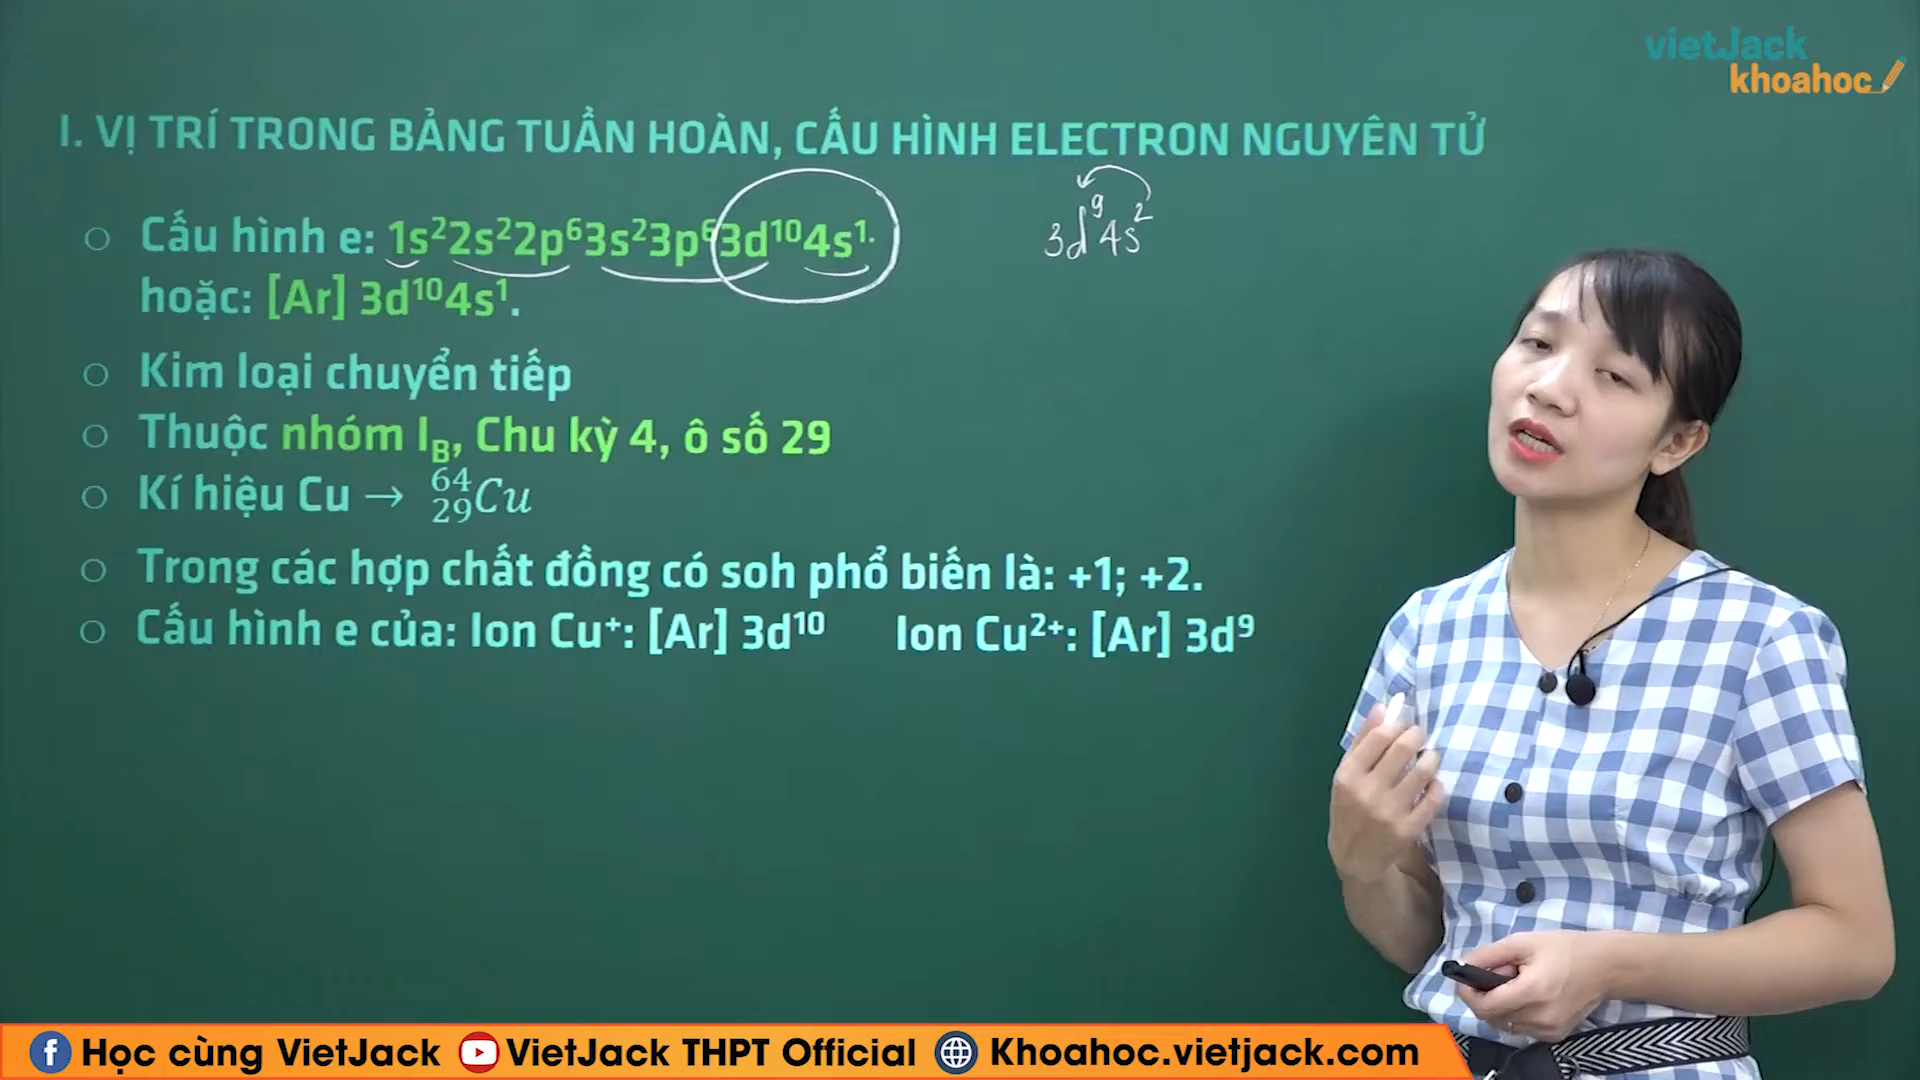 vietJack
khoahoc
I. VỊ TRÍ TRONG BẢNG TUẦN HOÀN, CẤU HÌNH ELECTRON NGUYÊN TỬ
○ Cấu hình e: 1s²2s²2p⁶3s²3p⁶3d¹⁰4s¹.
3d⁹4s²
hoặc: [Ar] 3d¹⁰4s¹.
○ Kim loại chuyển tiếp
○ Thuộc nhóm I_B, Chu kỳ 4, ô số 29
○ Kí hiệu Cu → ⁶⁴₂₉Cu
○ Trong các hợp chất đồng có soh phổ biến là: +1; +2.
○ Cấu hình e của: Ion Cu⁺: [Ar] 3d¹⁰ Ion Cu²⁺: [Ar] 3d⁹
Học cùng VietJack VietJack THPT Official Khoahoc.vietjack.com